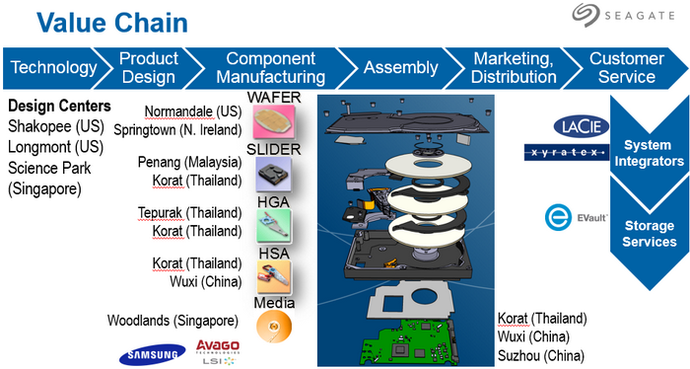 Value Chain
SEAGATE
Technology
Product
Design
Component
Manufacturing
Assembly
Marketing,
Distribution
Customer
Service
Design Centers
Shakopee (US)
Longmont (US)
Science Park
(Singapore)
WAFER
Normandale (US)
Springtown (N. Ireland)
SLIDER
Penang (Malaysia)
Korat (Thailand)
HGA
Tepurak (Thailand)
Korat (Thailand)
HSA
Korat (Thailand)
Wuxi (China)
Media
Woodlands (Singapore)
SAMSUNG
AVAGO
TECHNOLOGIES
LSI
LACIE
xyratex
System
Integrators
EVault
Storage
Services
Korat (Thailand)
Wuxi (China)
Suzhou (China)